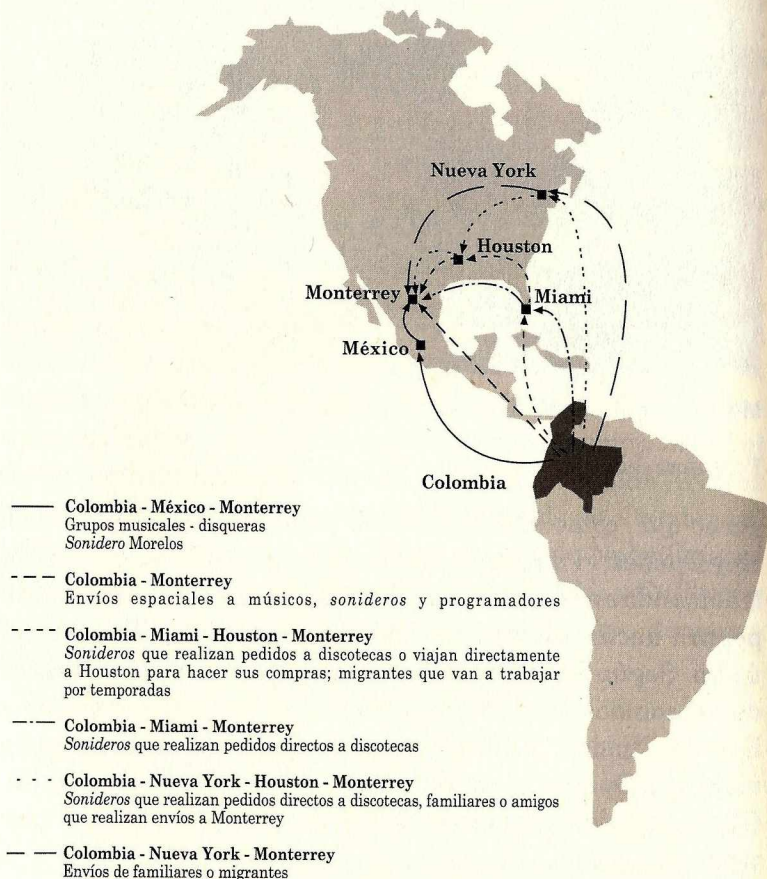 Nueva York
Houston
Monterrey
Miami
México
Colombia
Colombia - México - Monterrey
Grupos musicales - disqueras
Sonidero Morelos
Colombia - Monterrey
Envíos espaciales a músicos, sonideros y programadores
Colombia - Miami - Houston - Monterrey
Sonideros que realizan pedidos a discotecas o viajan directamente
a Houston para hacer sus compras; migrantes que van a trabajar
por temporadas
Colombia - Miami - Monterrey
Sonideros que realizan pedidos directos a discotecas
Colombia - Nueva York - Houston - Monterrey
Sonideros que realizan pedidos directos a discotecas, familiares o amigos
que realizan envíos a Monterrey
Colombia - Nueva York - Monterrey
Envíos de familiares o migrantes